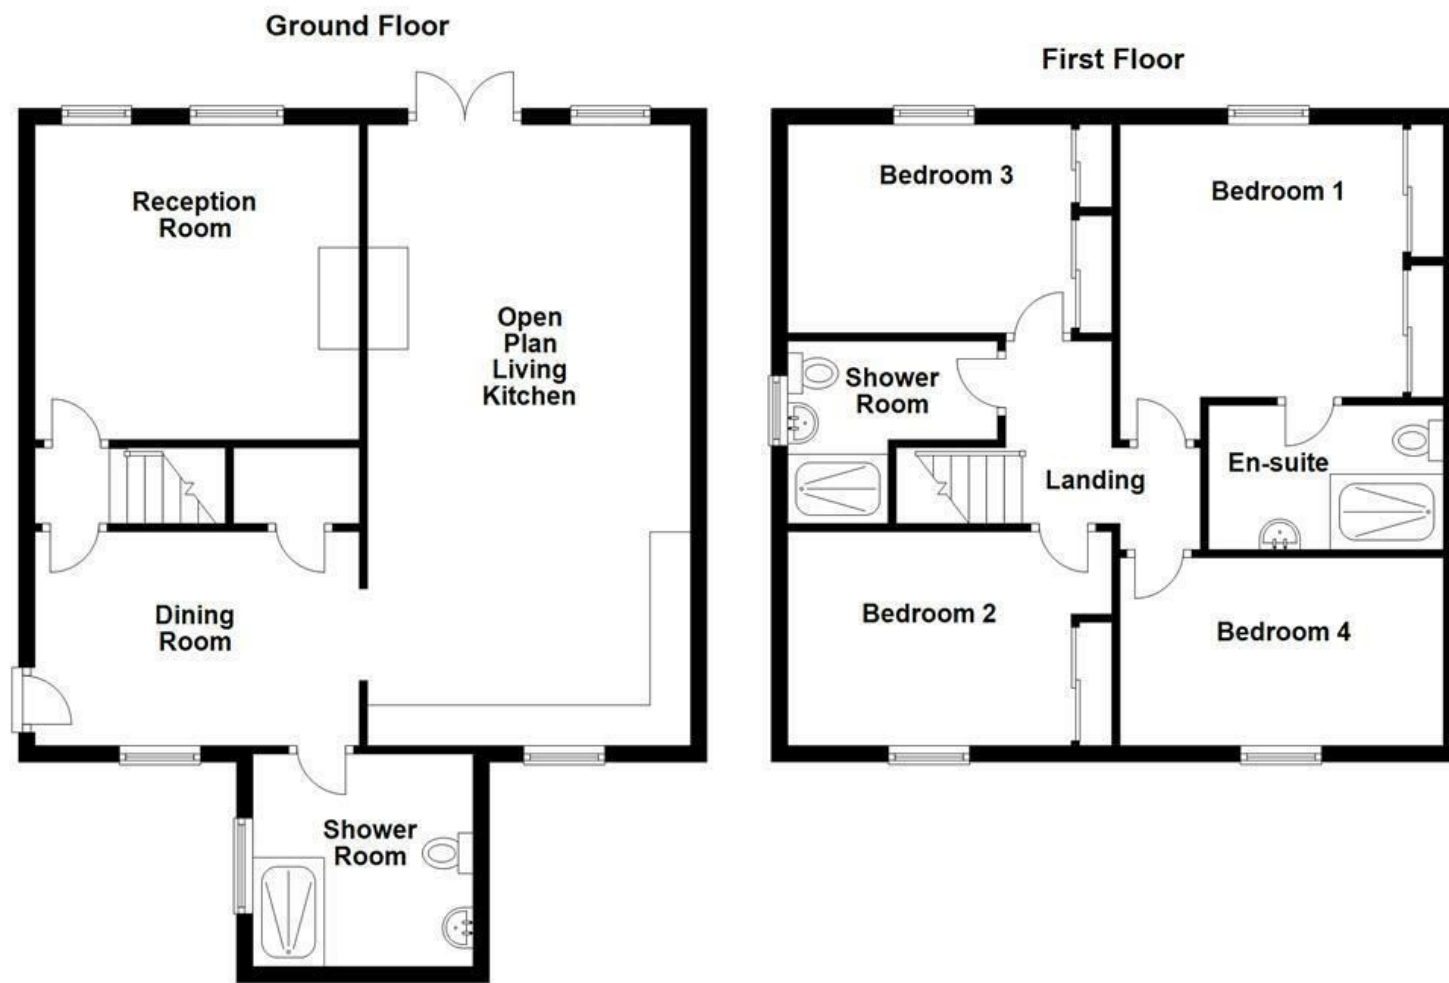 Ground Floor
Reception
Room
Open
Plan
Living
Kitchen
Dining
Room
Shower
Room
First Floor
Bedroom 3
Bedroom 1
Shower
Room
En-suite
Landing
Bedroom 2
Bedroom 4